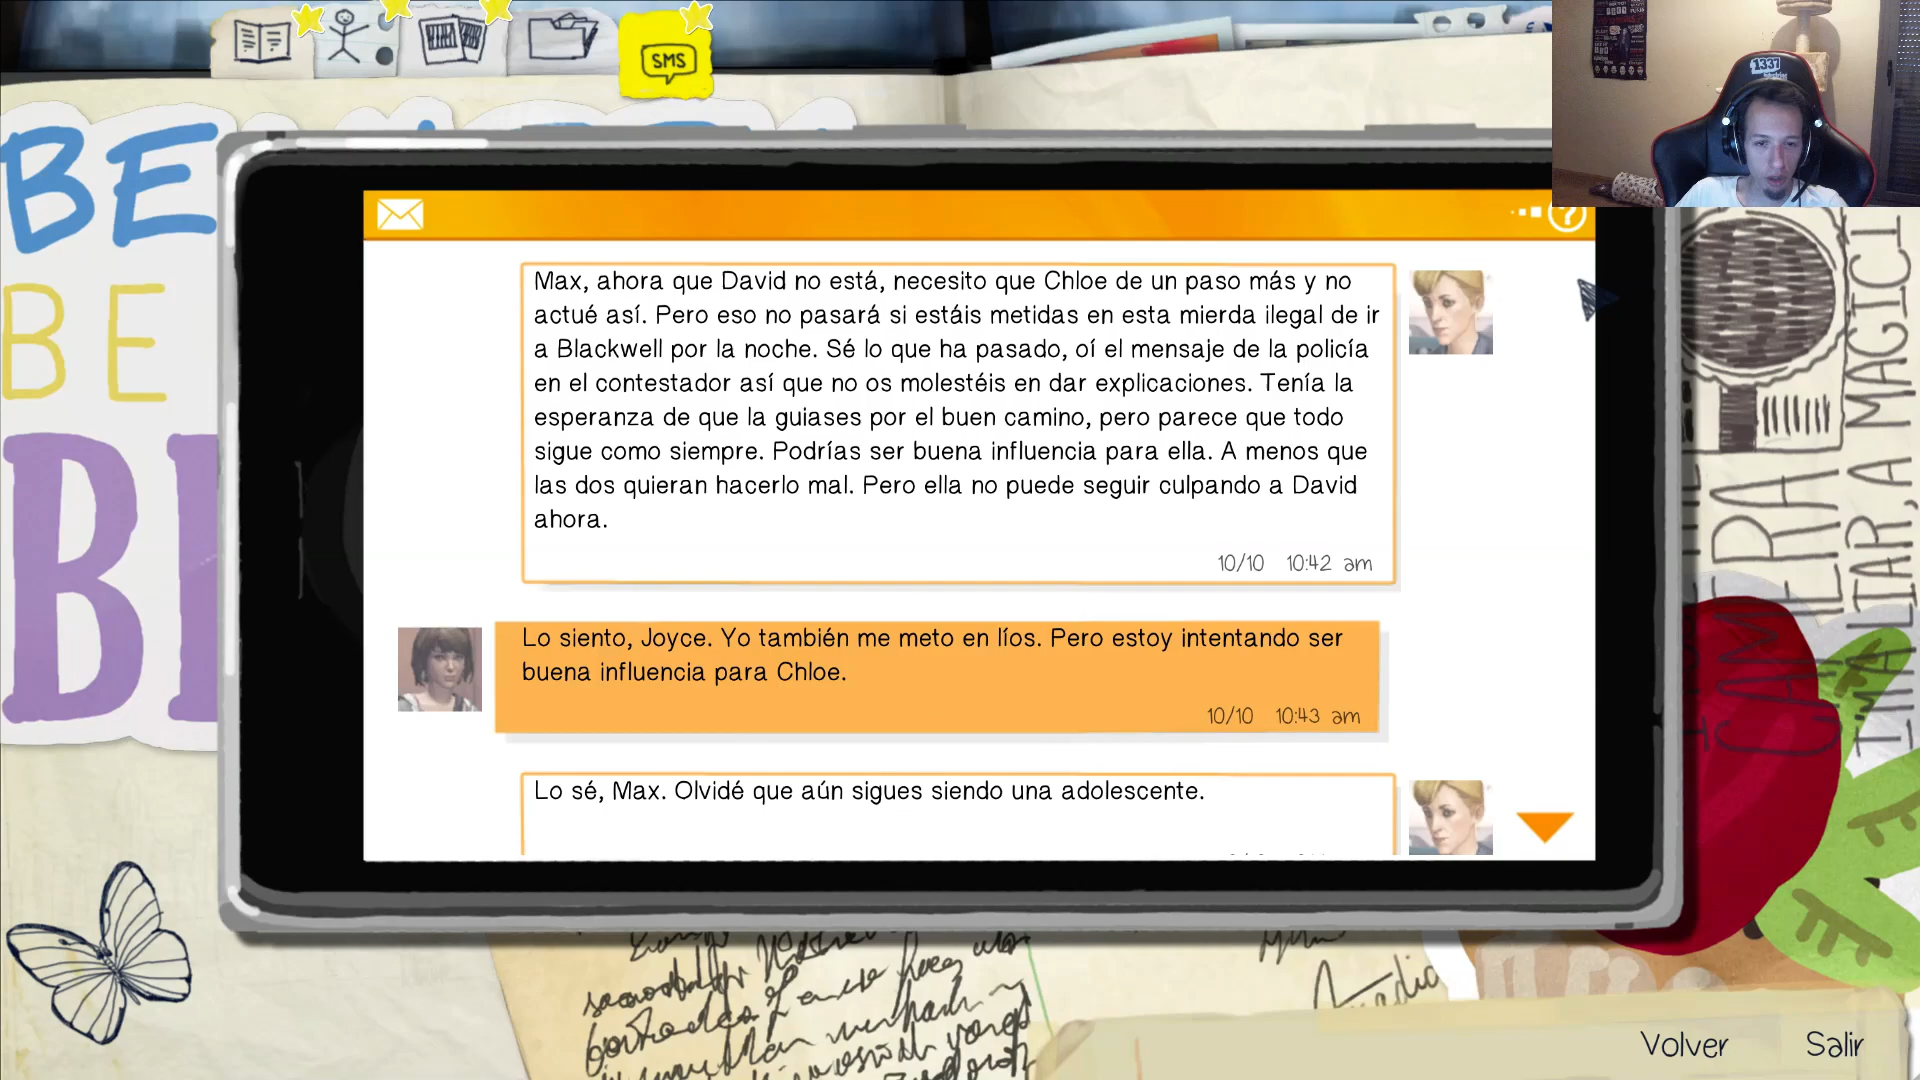 SMS
BE
BE
Max, ahora que David no está, necesito que Chloe de un paso más y no
actué así. Pero eso no pasará si estáis metidas en esta mierda ilegal de ir
a Blackwell por la noche. Sé lo que ha pasado, oí el mensaje de la policía
en el contestador así que no os molestéis en dar explicaciones. Tenía la
esperanza de que la guiases por el buen camino, pero parece que todo
sigue como siempre. Podrías ser buena influencia para ella. A menos que
las dos quieran hacerlo mal. Pero ella no puede seguir culpando a David
ahora.
10/10 10:42 am
Lo siento, Joyce. Yo también me meto en líos. Pero estoy intentando ser
buena influencia para Chloe.
10/10 10:43 am
Lo sé, Max. Olvidé que aún sigues siendo una adolescente.
1337
CAMERA
Volver
Salir